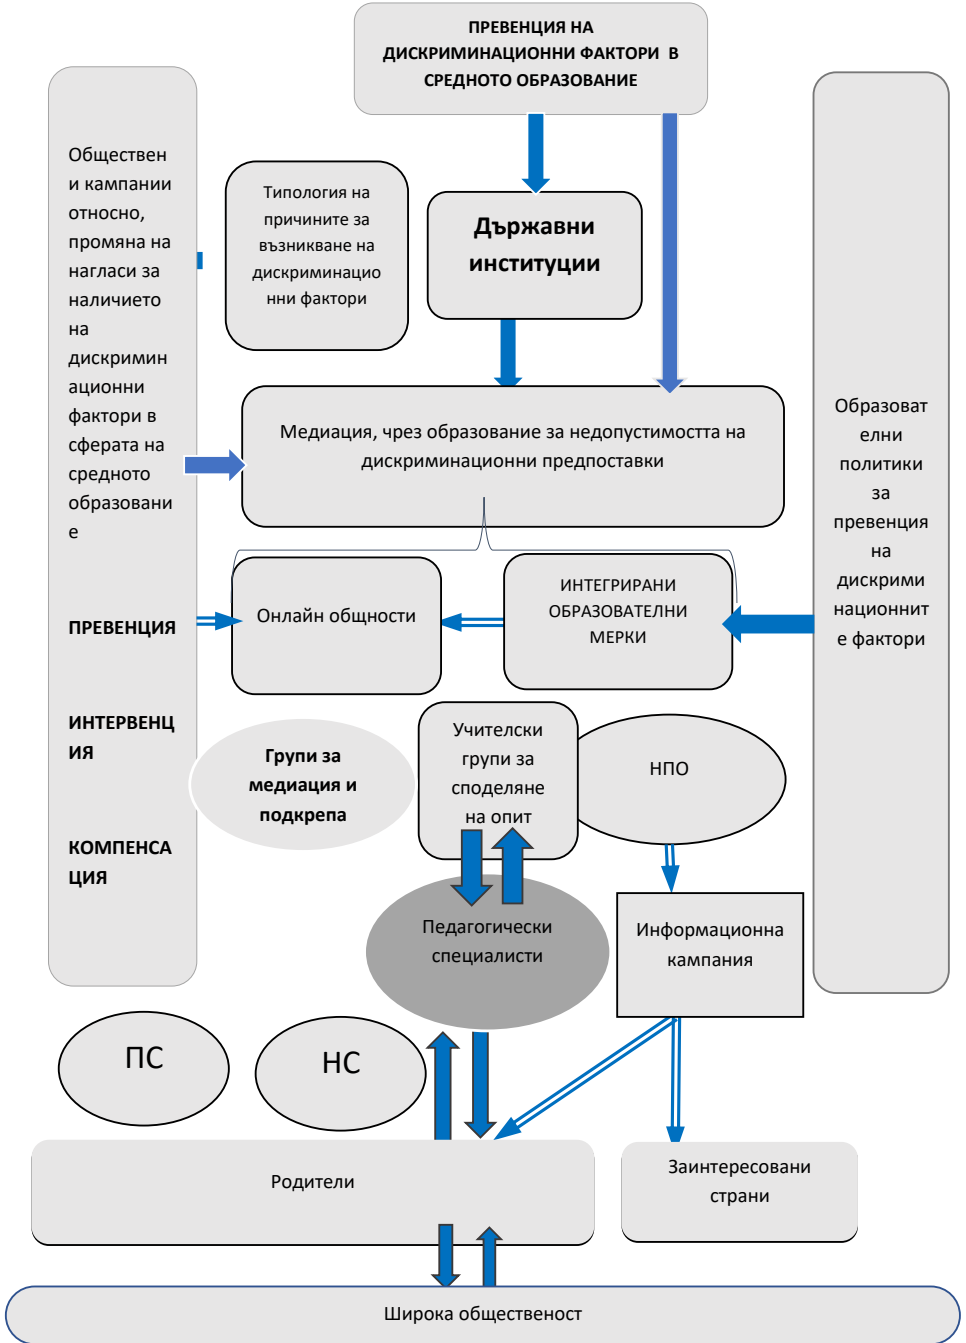 ПРЕВЕНЦИЯ НА
ДИСКРИМИНАЦИОННИ ФАКТОРИ В
СРЕДНОТО ОБРАЗОВАНИЕ
Обществен
и кампании
относно,
промяна на
нагласи за
наличието
на
дискримин
ационни
фактори в
сферата на
средното
образовани
е
ПРЕВЕНЦИЯ
ИНТЕРВЕНЦ
ИЯ
КОМПЕНСА
ЦИЯ
Типология на
причините за
възникване на
дискриминацио
нни фактори
Държавни
институции
Медиация, чрез образование за недопустимостта на
дискриминационни предпоставки
Образоват
елни
политики
за
превенция
на
дискрими
национнит
е фактори
Онлайн общности
ИНТЕГРИРАНИ
ОБРАЗОВАТЕЛНИ
МЕРКИ
Групи за
медиация и
подкрепа
Учителски
групи за
споделяне
на опит
НПО
Педагогически
специалисти
Информационна
кампания
ПС
НС
Родители
Заинтересовани
страни
Широка общественост